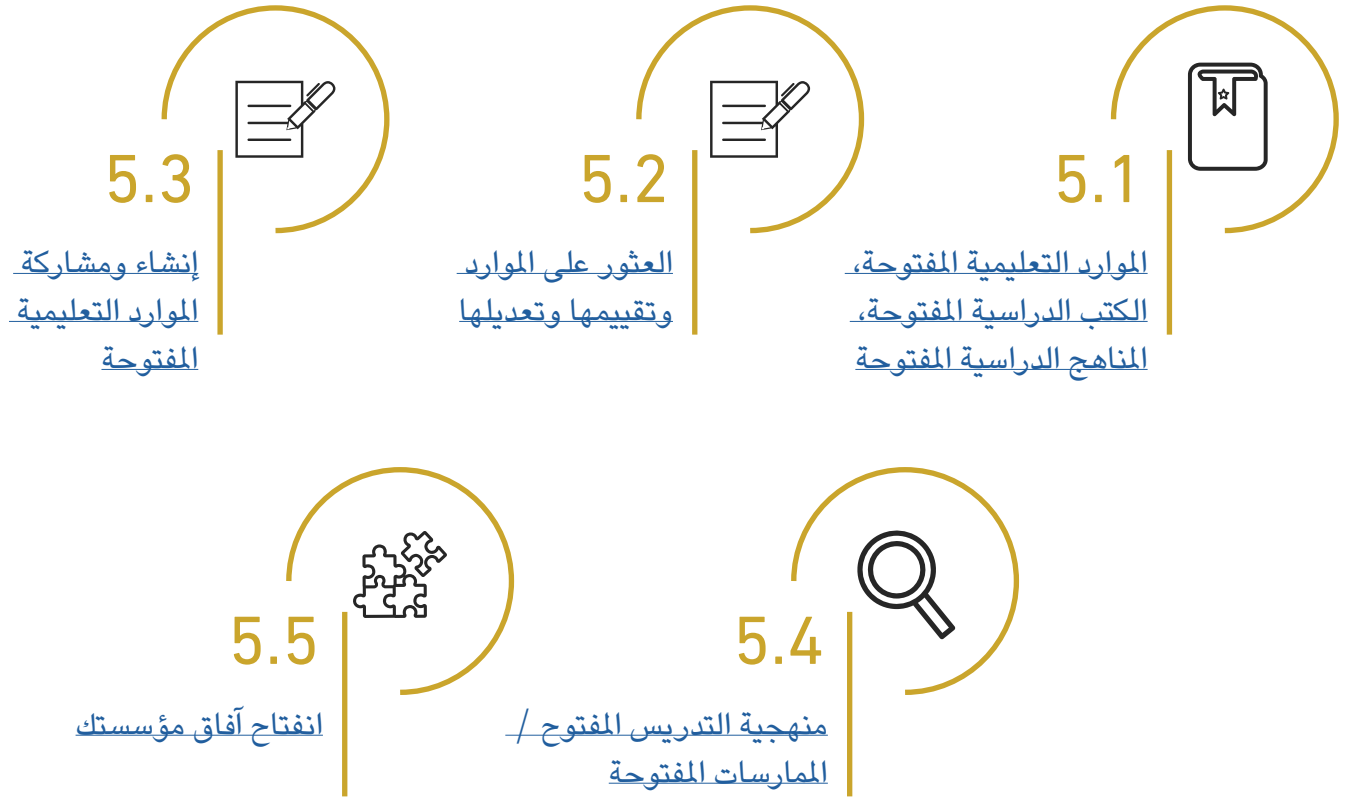 5.1
الموارد التعليمية المفتوحة،
الكتب الدراسية المفتوحة،
المناهج الدراسية المفتوحة
5.2
العثور على الموارد
وتقييمها وتعديلها
5.3
إنشاء ومشاركة
الموارد التعليمية
المفتوحة
5.4
منهجية التدريس المفتوح /
الممارسات المفتوحة
5.5
انفتاح آفاق مؤسستك